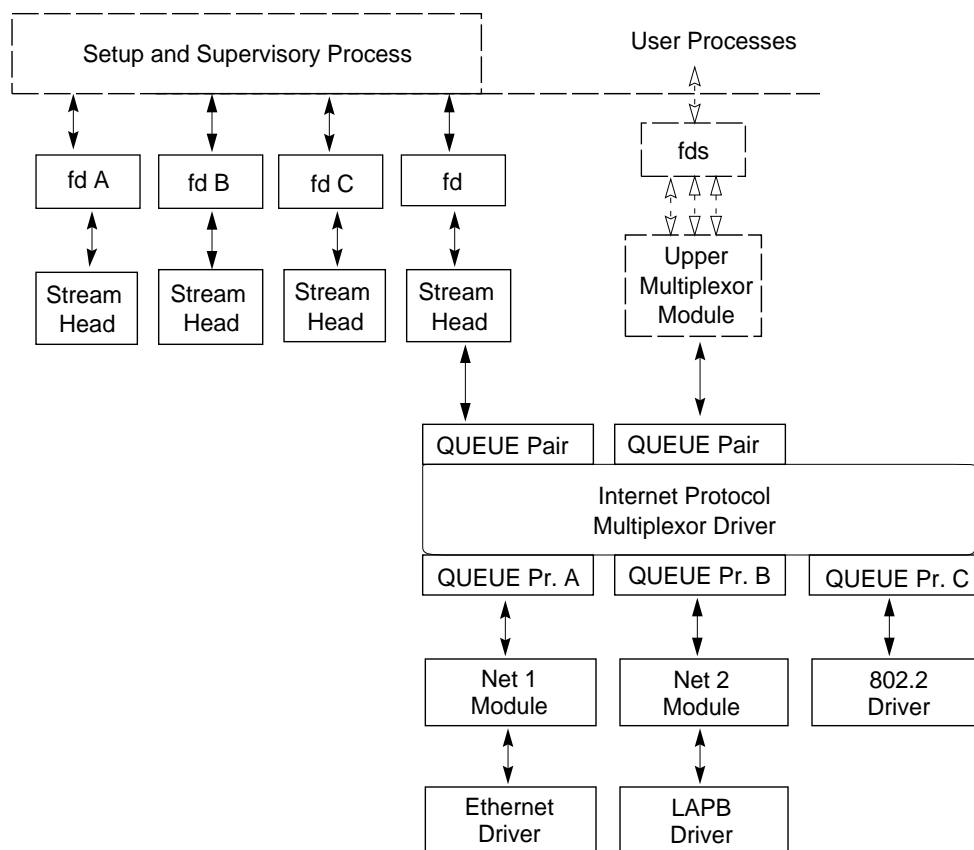 Setup and Supervisory Process
User Processes
fd A
fd B
fd C
fd
fds
Stream
Head
Stream
Head
Stream
Head
Stream
Head
Upper
Multiplexor
Module
QUEUE Pair
QUEUE Pair
Internet Protocol
Multiplexor Driver
QUEUE Pr. A
QUEUE Pr. B
QUEUE Pr. C
Net 1
Module
Net 2
Module
802.2
Driver
Ethernet
Driver
LAPB
Driver